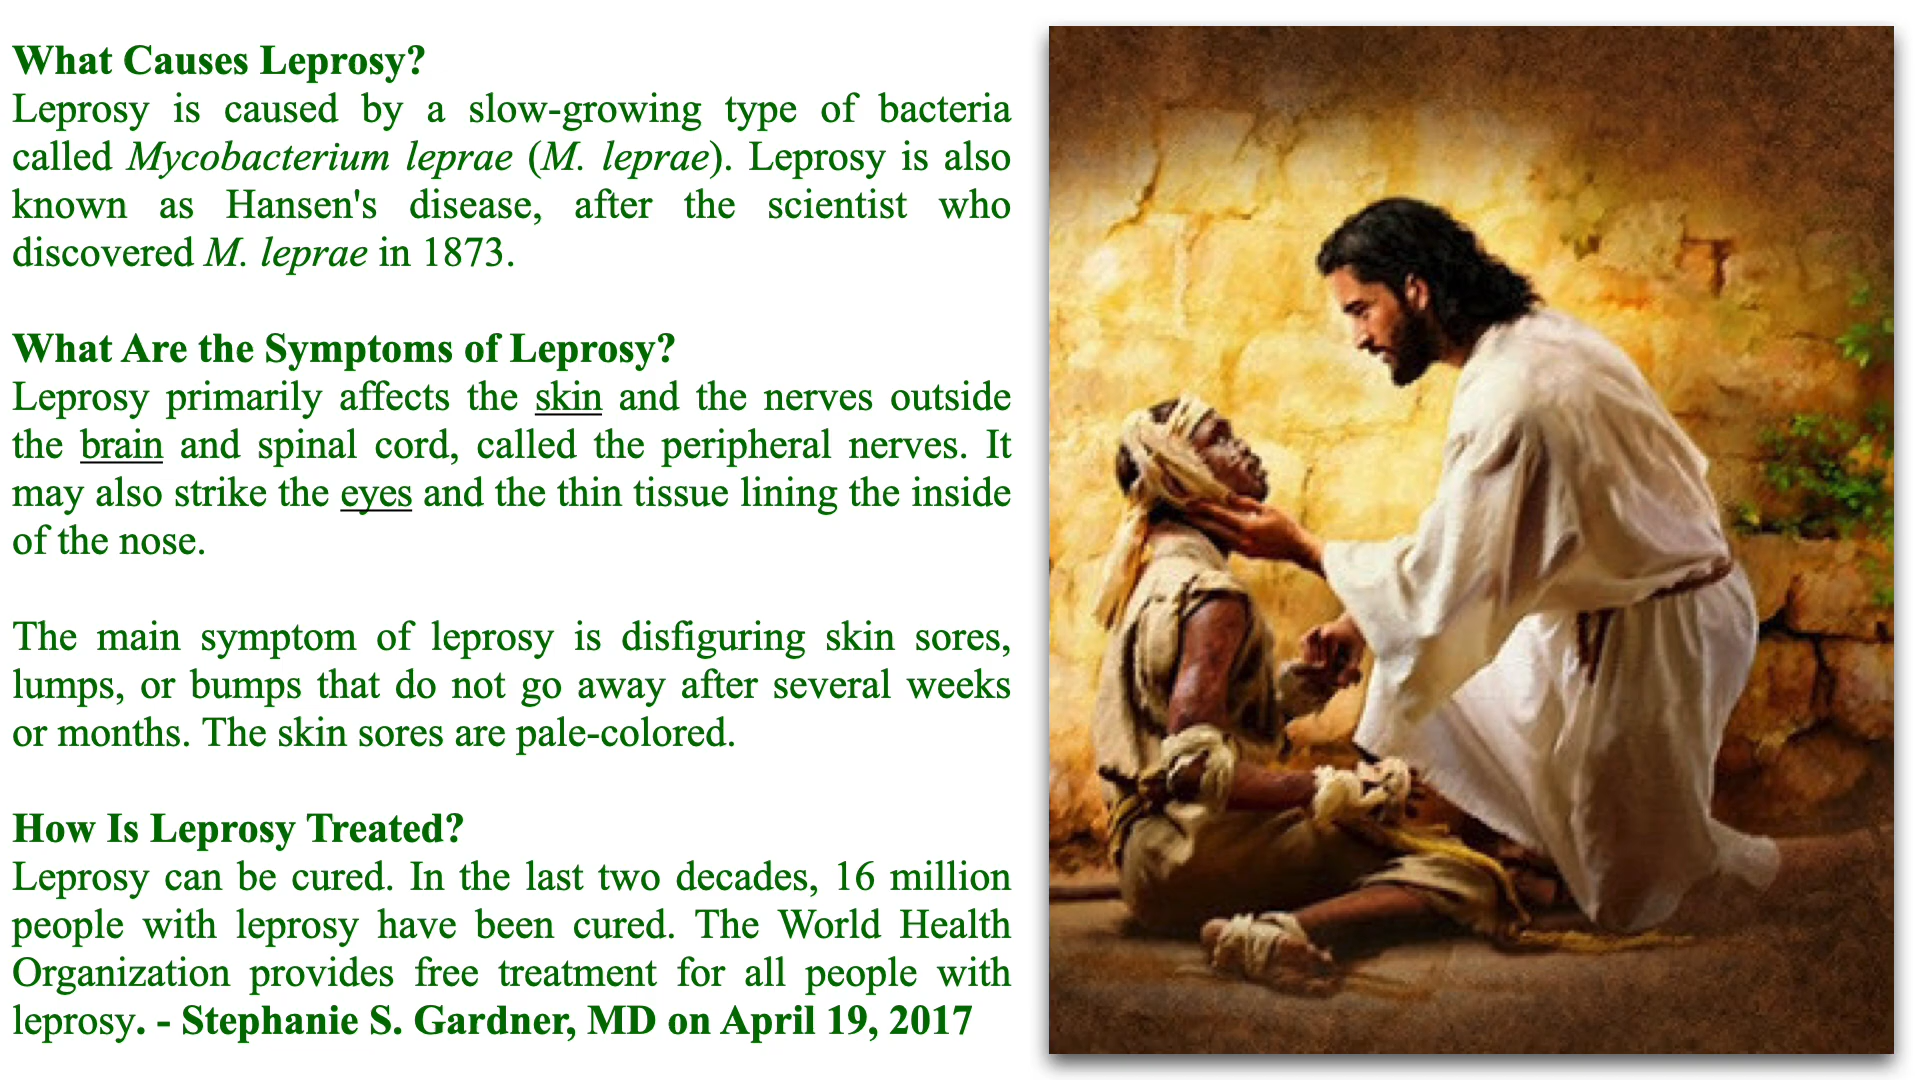 What Causes Leprosy?
Leprosy is caused by a slow-growing type of bacteria
called Mycobacterium leprae (M. leprae). Leprosy is also
known as Hansen's disease, after the scientist who
discovered M. leprae in 1873.
What Are the Symptoms of Leprosy?
Leprosy primarily affects the skin and the nerves outside
the brain and spinal cord, called the peripheral nerves. It
may also strike the eyes and the thin tissue lining the inside
of the nose.
The main symptom of leprosy is disfiguring skin sores,
lumps, or bumps that do not go away after several weeks
or months. The skin sores are pale-colored.
How Is Leprosy Treated?
Leprosy can be cured. In the last two decades, 16 million
people with leprosy have been cured. The World Health
Organization provides free treatment for all people with
leprosy. - Stephanie S. Gardner, MD on April 19, 2017